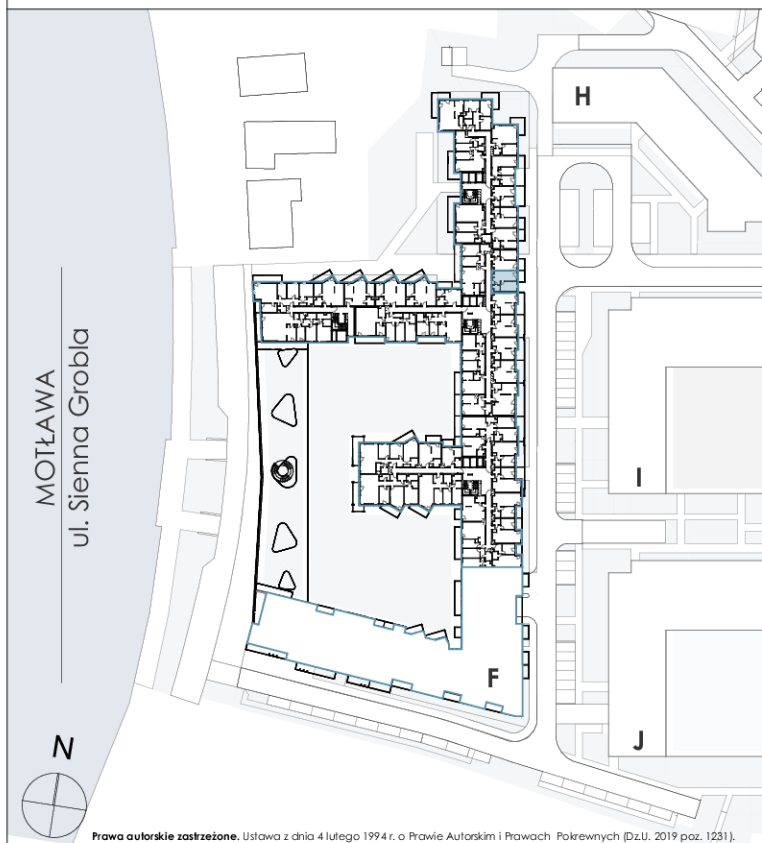 H
MOTŁAWA
ul. Sienna Grobla
I
F
J
N
Prawa autorskie zastrzeżone. Ustawa z dnia 4 lutego 1994 r. o Prawie Autorskim i Prawach Pokrewnych (Dz.U. 2019 poz. 1231).